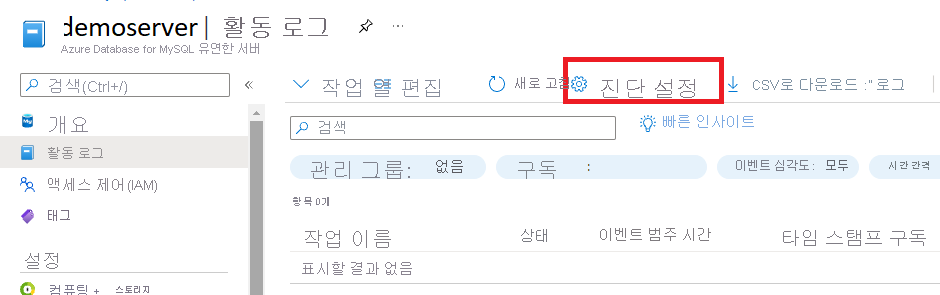 demoserver | 활동 로그
Azure Database for MySQL 유연한 서버
검색(Ctrl+/)
개요
활동 로그
액세스 제어(IAM)
태그
설정
컴퓨팅 + 스토리지
작업 열 편집 새로 고침 진단 설정 CSV로 다운로드 :" 로그
검색 빠른 인사이트
관리 그룹: 없음 구독 : 이벤트 심각도: 모두 시간 간격
항목 0개
작업 이름 상태 이벤트 범주 시간 타임 스탬프 구독
표시할 결과 없음